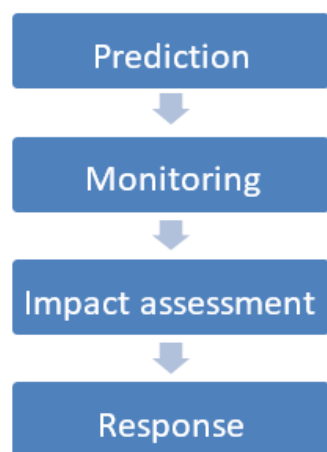 Prediction
Monitoring
Impact assessment
Response